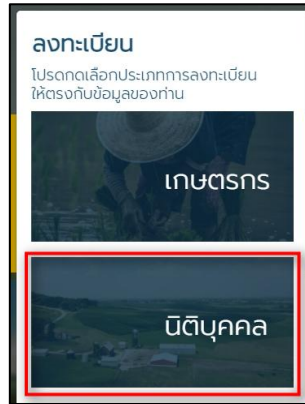 ลงทะเบียน
โปรดกดเลือกประเภทการลงทะเบียน
ให้ตรงกับข้อมูลของท่าน
เกษตรกร
นิติบุคคล